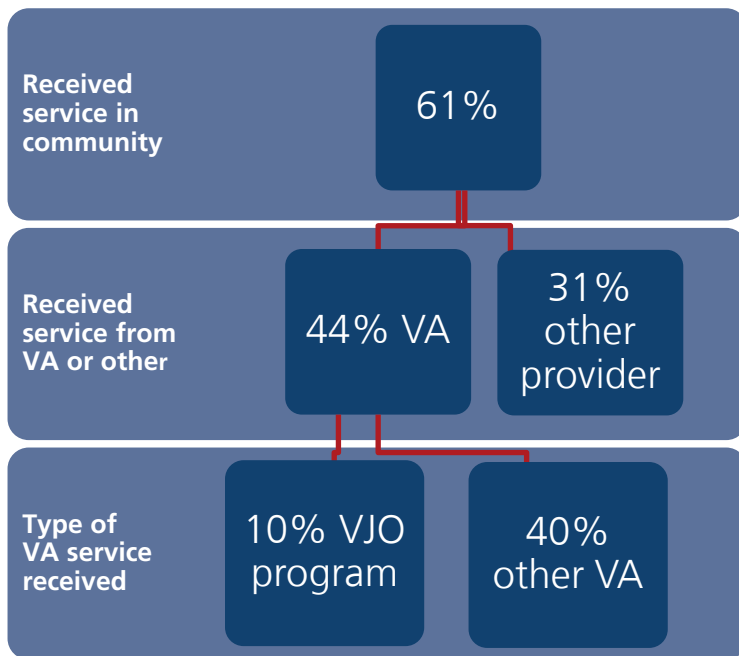 Received
service in
community
61%
Received
service from
VA or other
44% VA
31%
other
provider
Type of
VA service
received
10% VJO
program
40%
other VA